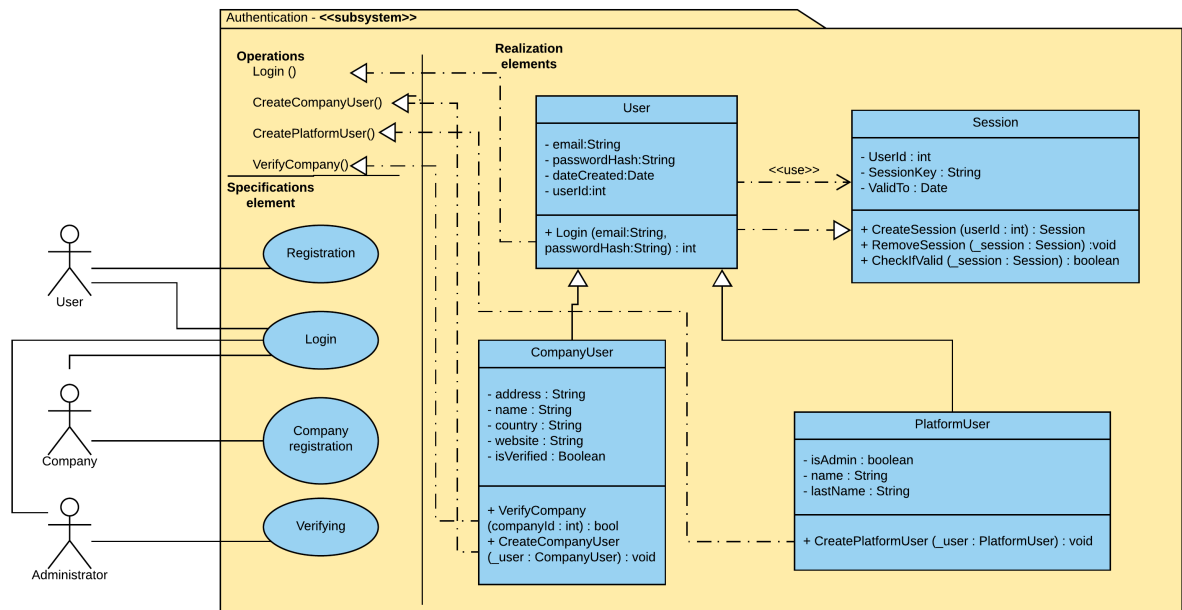 Authentication - <<subsystem>>
Operations
Login ()
CreateCompanyUser()
CreatePlatformUser()
VerifyCompany()
Specifications
element
Realization
elements
Registration
Login
Company
registration
Verifying
User
Company
Administrator
User
- email:String
- passwordHash:String
- dateCreated:Date
- userId:int
+ Login (email:String,
passwordHash:String) : int
<<use>>
Session
- UserId : int
- SessionKey : String
- ValidTo : Date
+ CreateSession (userId : int) : Session
+ RemoveSession (_session : Session) :void
+ CheckIfValid (_session : Session) : boolean
CompanyUser
- address : String
- name : String
- country : String
- website : String
- isVerified : Boolean
+ VerifyCompany
(companyId : int) : bool
+ CreateCompanyUser
(_user : CompanyUser) : void
PlatformUser
- isAdmin : boolean
- name : String
- lastName : String
+ CreatePlatformUser (_user : PlatformUser) : void